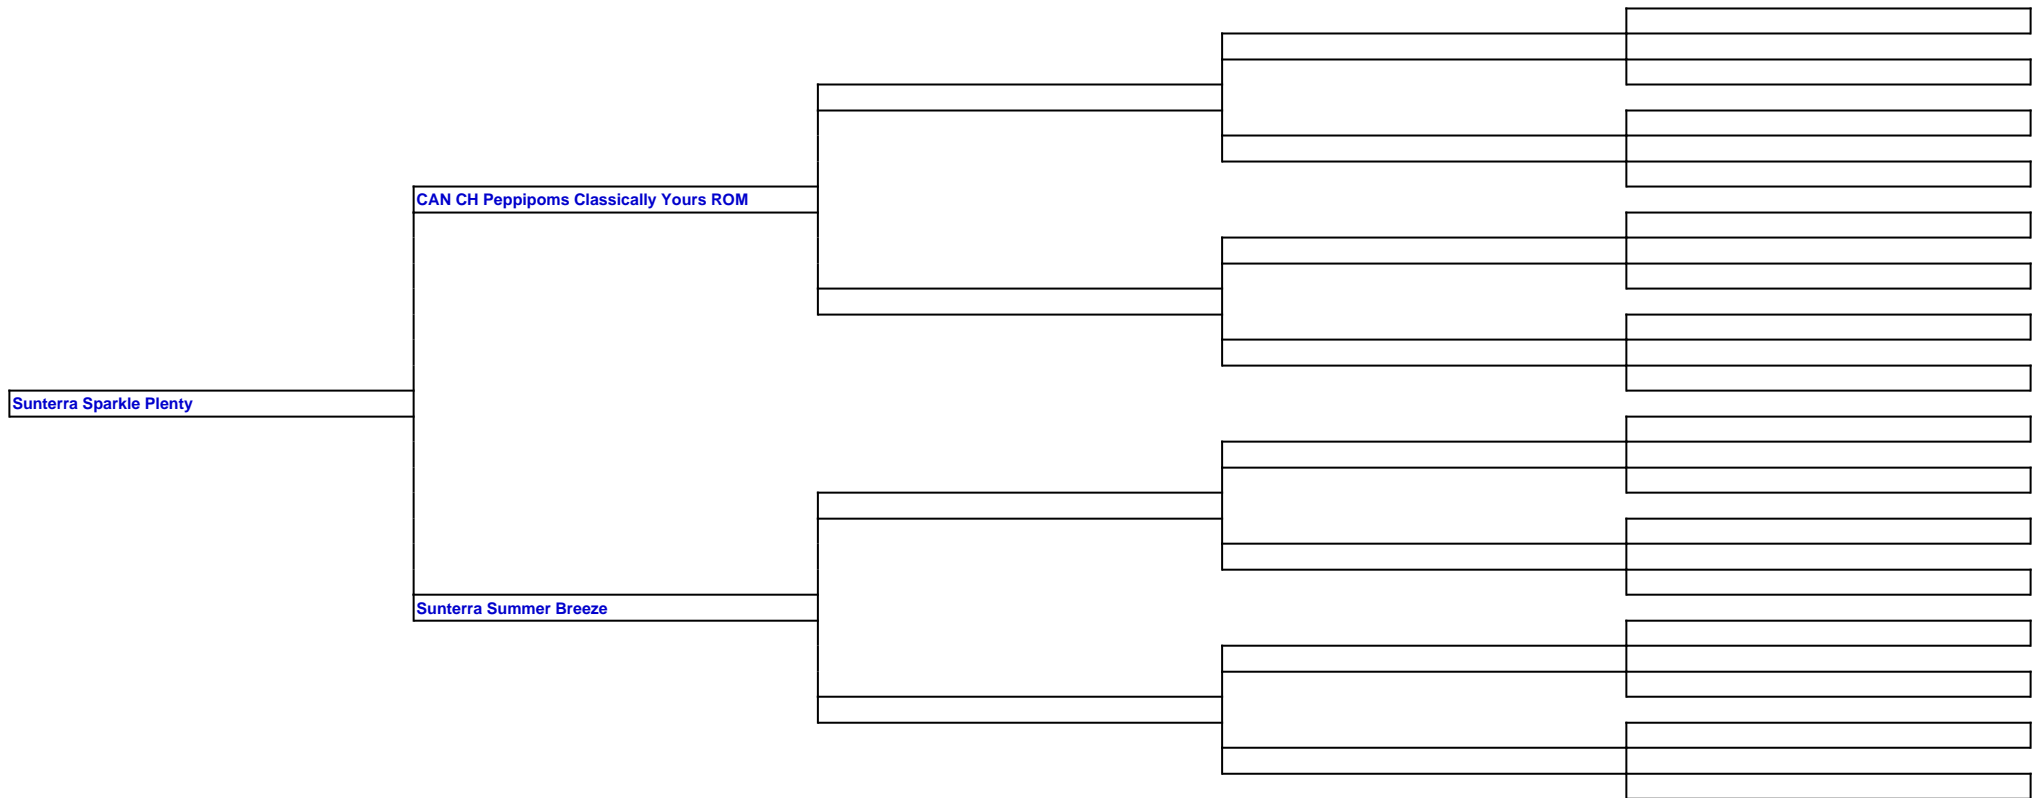 CAN CH Peppipoms Classically Yours ROM
Sunterra Sparkle Plenty
Sunterra Summer Breeze